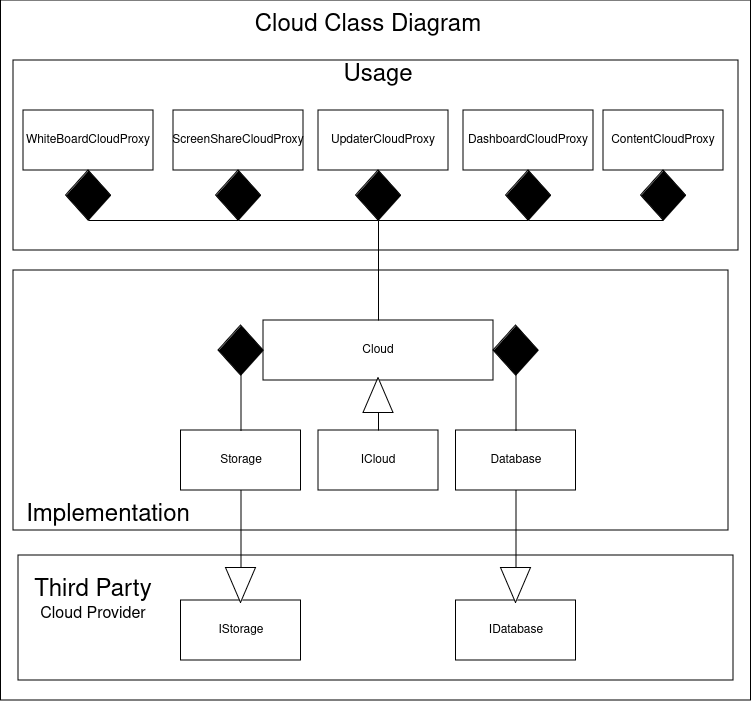 Cloud Class Diagram
Usage
WhiteBoardCloudProxy
ScreenShareCloudProxy
UpdaterCloudProxy
DashboardCloudProxy
ContentCloudProxy
Cloud
Storage
ICloud
Database
Implementation
Third Party
Cloud Provider
IStorage
IDatabase